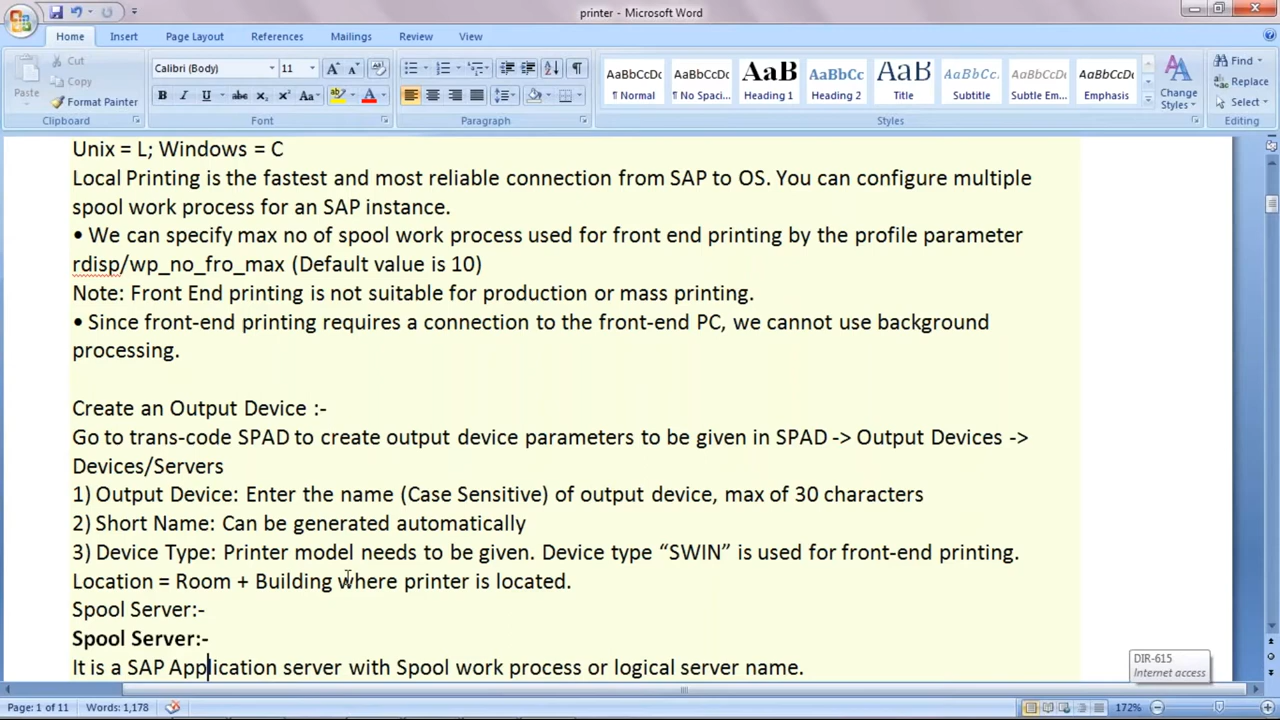 printer - Microsoft Word
Home Insert Page Layout References Mailings Review View
Paste
Cut
Copy
Format Painter
Clipboard
Calibri (Body) 11
Font
Paragraph
AaBbCcDc AaBbCcDc AaB AaBbCc AaB AaBbCc. AaBbCcDc AaBbCcDc
¶ Normal ¶ No Spaci... Heading 1 Heading 2 Title Subtitle Subtle Em... Emphasis
Styles
Change Styles
Find
Replace
Select
Editing
Unix = L; Windows = C
Local Printing is the fastest and most reliable connection from SAP to OS. You can configure multiple
spool work process for an SAP instance.
• We can specify max no of spool work process used for front end printing by the profile parameter
rdisp/wp_no_fro_max (Default value is 10)
Note: Front End printing is not suitable for production or mass printing.
• Since front-end printing requires a connection to the front-end PC, we cannot use background
processing.
Create an Output Device :-
Go to trans-code SPAD to create output device parameters to be given in SPAD -> Output Devices ->
Devices/Servers
1) Output Device: Enter the name (Case Sensitive) of output device, max of 30 characters
2) Short Name: Can be generated automatically
3) Device Type: Printer model needs to be given. Device type “SWIN” is used for front-end printing.
Location = Room + Building where printer is located.
Spool Server:-
Spool Server:-
It is a SAP Application server with Spool work process or logical server name.
DIR-615
Internet access
Page: 1 of 11 Words: 1,178 172%